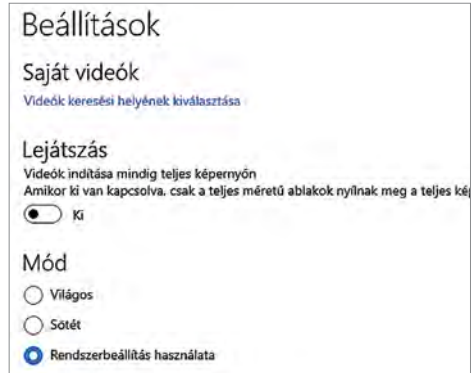 Beállítások
Saját videók
Videók keresési helyének kiválasztása
Lejátszás
Videók indítása mindig teljes képernyőn
Amikor ki van kapcsolva, csak a teljes méretű ablakok nyílnak meg a teljes
Ki
Mód
Világos
Sötét
Rendszerbeállítás használata